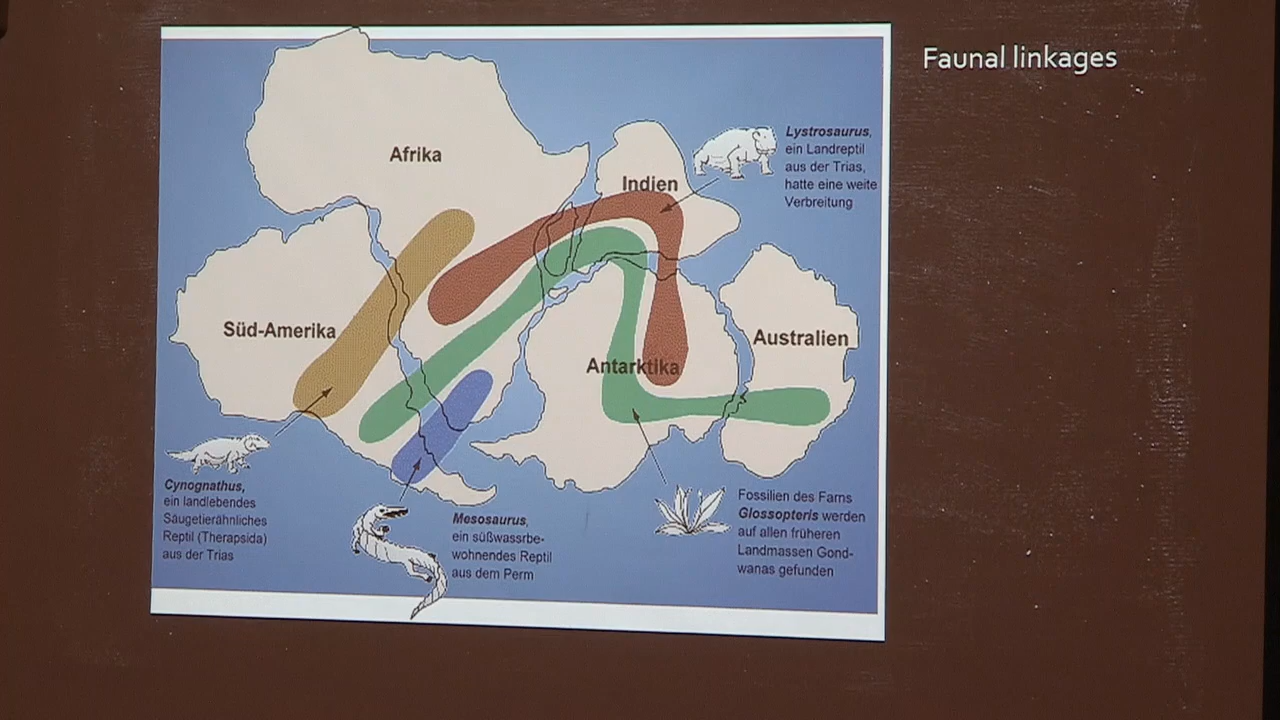 Faunal linkages
Afrika
Indien
Lystrosaurus,
ein Landreptil
aus der Trias,
hatte eine weite
Verbreitung
Süd-Amerika
Antarktika
Australien
Cynognathus,
ein landlebendes
Säugetierähnliches
Reptil (Therapsida)
aus der Trias
Mesosaurus,
ein süßwassrbe-
wohnendes Reptil
aus dem Perm
Fossilien des Farns
Glossopteris werden
auf allen früheren
Landmassen Gond-
wanas gefunden